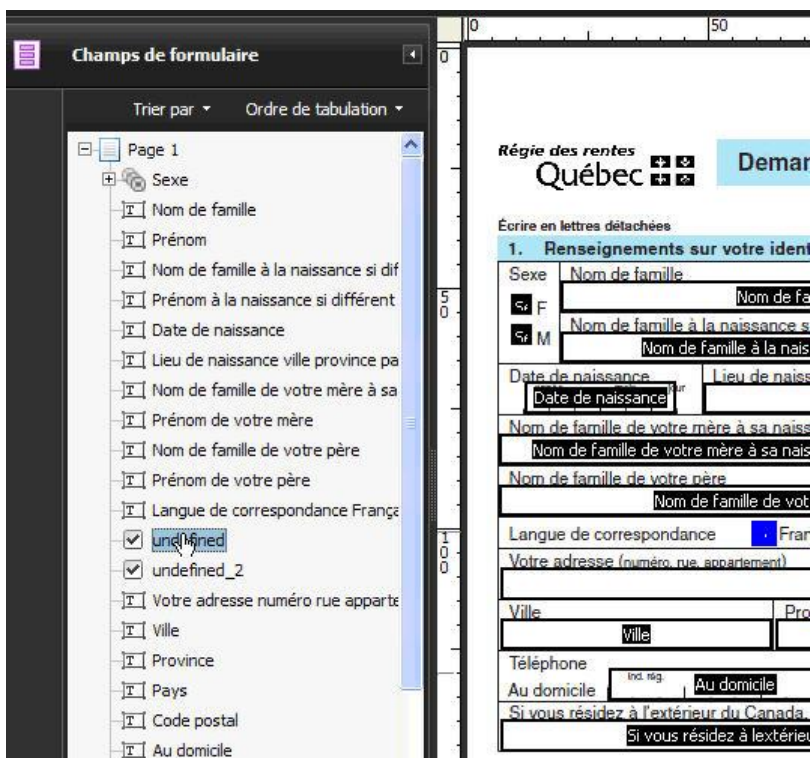 Champs de formulaire
Trier par
Ordre de tabulation
Page 1
Sexe
Nom de famille
Prénom
Nom de famille à la naissance si dif
Prénom à la naissance si différent
Date de naissance
Lieu de naissance ville province pa
Nom de famille de votre mère à sa
Prénom de votre mère
Nom de famille de votre père
Prénom de votre père
Langue de correspondance França
undefined
undefined_2
Votre adresse numéro rue apparte
Ville
Province
Pays
Code postal
Au domicile
0 50
0
50
100
Régie des rentes
Québec
Deman
Écrire en lettres détachées
1. Renseignements sur votre ident
Sexe Nom de famille
Nom de fa
F
Nom de famille à la naissance s
M
Nom de famille à la nais
Date de naissance Lieu de naiss
Date de naissance
Nom de famille de votre mère à sa naiss
Nom de famille de votre mère à sa nais
Nom de famille de votre père
Nom de famille de vot
Langue de correspondance Fran
Votre adresse (numéro, rue, appartement)
Ville Pro
Ville
Téléphone
Ind. rég.
Au domicile Au domicile
Si vous résidez à l'extérieur du Canada,
Si vous résidez à lextérieu